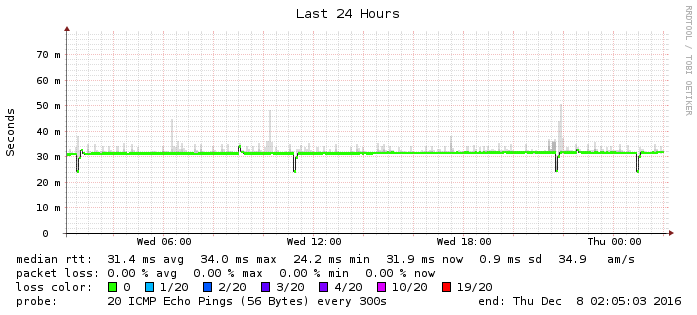 Last 24 Hours
RRDTOOL / TOBI OETIKER
Seconds
70 m
60 m
50 m
40 m
30 m
20 m
10 m
0
Wed 06:00 Wed 12:00 Wed 18:00 Thu 00:00
median rtt: 31.4 ms avg 34.0 ms max 24.2 ms min 31.9 ms now 0.9 ms sd 34.9 am/s
packet loss: 0.00 % avg 0.00 % max 0.00 % min 0.00 % now
loss color: 0 1/20 2/20 3/20 4/20 10/20 19/20
probe: 20 ICMP Echo Pings (56 Bytes) every 300s end: Thu Dec 8 02:05:03 2016